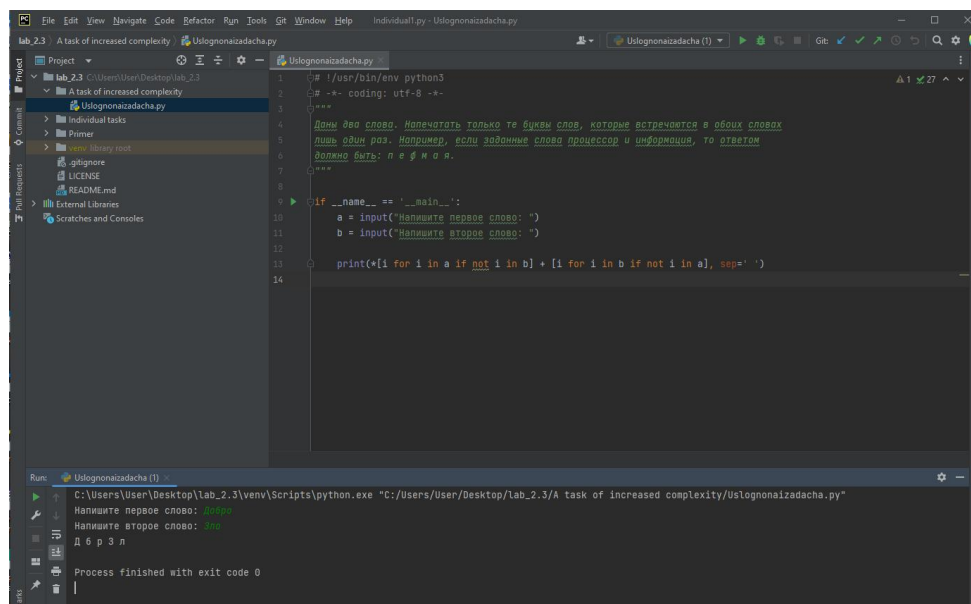 PC File Edit View Navigate Code Refactor Run Tools Git Window Help Individual1.py - Uslognonaizadacha.py
lab_2.3 A task of increased complexity Uslognonaizadacha.py Uslognonaizadacha (1) Git:
Project Uslognonaizadacha.py
lab_2.3 C:\Users\User\Desktop\lab_2.3
A task of increased complexity
Uslognonaizadacha.py
Individual tasks
Primer
venv library root
.gitignore
LICENSE
README.md
External Libraries
Scratches and Consoles
Project
Commit
Pull Requests
1 # !/usr/bin/env python3
2 # -*- coding: utf-8 -*-
3 """
4 Даны два слова. Напечатать только те буквы слов, которые встречаются в обоих словах
5 лишь один раз. Например, если заданные слова процессор и информация, то ответом
6 должно быть: п е ф м а я.
7 """
8
9 if __name__ == '__main__':
10 a = input("Напишите первое слово: ")
11 b = input("Напишите второе слово: ")
12
13 print(*[i for i in a if not i in b] + [i for i in b if not i in a], sep=' ')
14
1 27
Run: Uslognonaizadacha (1)
C:\Users\User\Desktop\lab_2.3\venv\Scripts\python.exe "C:/Users/User/Desktop/lab_2.3/A task of increased complexity/Uslognonaizadacha.py"
Напишите первое слово: Добро
Напишите второе слово: Зло
Д б р З л
Process finished with exit code 0